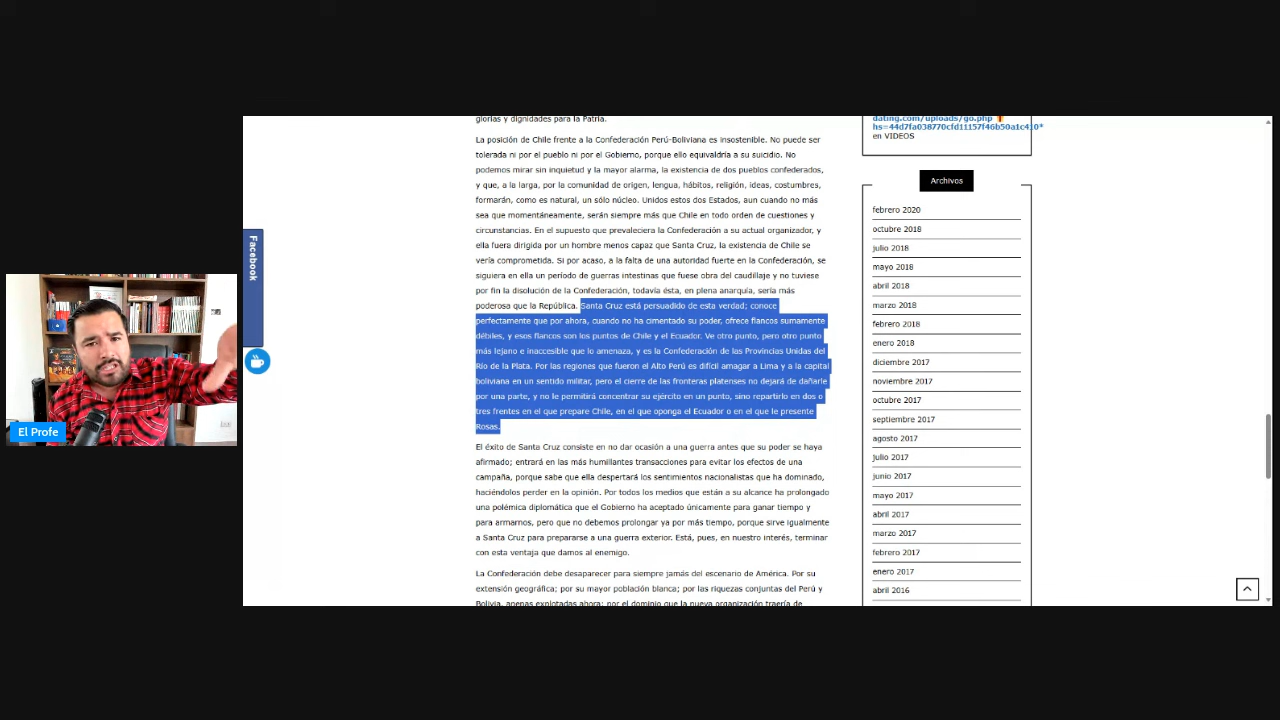 glorias y dignidades para la Patria.
La posición de Chile frente a la Confederación Perú-Boliviana es insostenible. No puede ser
tolerada ni por el pueblo ni por el Gobierno, porque ello equivaldría a su suicidio. No
podemos mirar sin inquietud y la mayor alarma, la existencia de dos pueblos confederados,
y que, a la larga, por la comunidad de origen, lengua, hábitos, religión, ideas, costumbres,
formarán, como es natural, un sólo núcleo. Unidos estos dos Estados, aun cuando no más
sea que momentáneamente, serán siempre más que Chile en todo orden de cuestiones y
circunstancias. En el supuesto que prevaleciera la Confederación a su actual organizador, y
ella fuera dirigida por un hombre menos capaz que Santa Cruz, la existencia de Chile se
vería comprometida. Si por acaso, a la falta de una autoridad fuerte en la Confederación, se
siguiera en ella un período de guerras intestinas que fuese obra del caudillaje y no tuviese
por fin la disolución de la Confederación, todavía ésta, en plena anarquía, sería más
poderosa que la República. Santa Cruz está persuadido de esta verdad; conoce
perfectamente que por ahora, cuando no ha cimentado su poder, ofrece flancos sumamente
débiles, y esos flancos son los puntos de Chile y el Ecuador. Ve otro punto, pero otro punto
más lejano e inaccesible que lo amenaza, y es la Confederación de las Provincias Unidas del
Río de la Plata. Por las regiones que fueron el Alto Perú es difícil amagar a Lima y a la capital
boliviana en un sentido militar, pero el cierre de las fronteras platenses no dejará de dañarle
por una parte, y no le permitirá concentrar su ejército en un punto, sino repartirlo en dos o
tres frentes en el que prepare Chile, en el que oponga el Ecuador o en el que le presente
Rosas.
El éxito de Santa Cruz consiste en no dar ocasión a una guerra antes que su poder se haya
afirmado; entrará en las más humillantes transacciones para evitar los efectos de una
campaña, porque sabe que ella despertará los sentimientos nacionalistas que ha dominado,
haciéndolos perder en la opinión. Por todos los medios que están a su alcance ha prolongado
una polémica diplomática que el Gobierno ha aceptado únicamente para ganar tiempo y
para armarnos, pero que no debemos prolongar ya por más tiempo, porque sirve igualmente
a Santa Cruz para prepararse a una guerra exterior. Está, pues, en nuestro interés, terminar
con esta ventaja que damos al enemigo.
La Confederación debe desaparecer para siempre jamás del escenario de América. Por su
extensión geográfica; por su mayor población blanca; por las riquezas conjuntas del Perú y
Bolivia, apenas explotadas ahora; por el dominio que la nueva organización traería de
dating.com/uploads/go.php
hs=44d7fa038770cfd11157f46b50a1c410*
en VIDEOS
Archivos
febrero 2020
octubre 2018
julio 2018
mayo 2018
abril 2018
marzo 2018
febrero 2018
enero 2018
diciembre 2017
noviembre 2017
octubre 2017
septiembre 2017
agosto 2017
julio 2017
junio 2017
mayo 2017
abril 2017
marzo 2017
febrero 2017
enero 2017
abril 2016
Facebook
El Profe